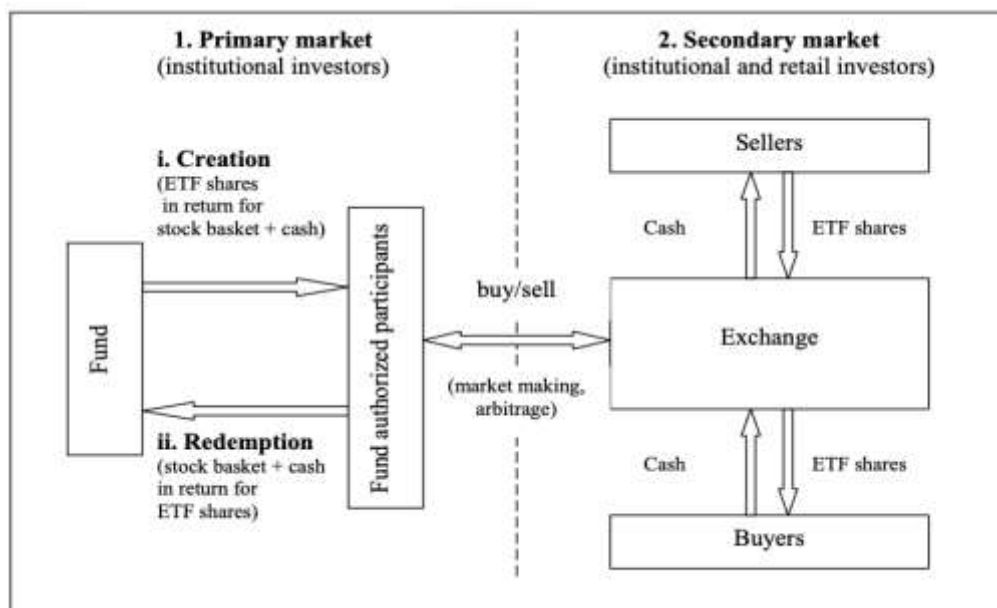 1. Primary market
(institutional investors)
2. Secondary market
(institutional and retail investors)
i. Creation
(ETF shares
in return for
stock basket + cash)
Fund
Fund authorized participants
ii. Redemption
(stock basket + cash
in return for
ETF shares)
buy/sell
(market making,
arbitrage)
Sellers
Cash
ETF shares
Exchange
Cash
ETF shares
Buyers